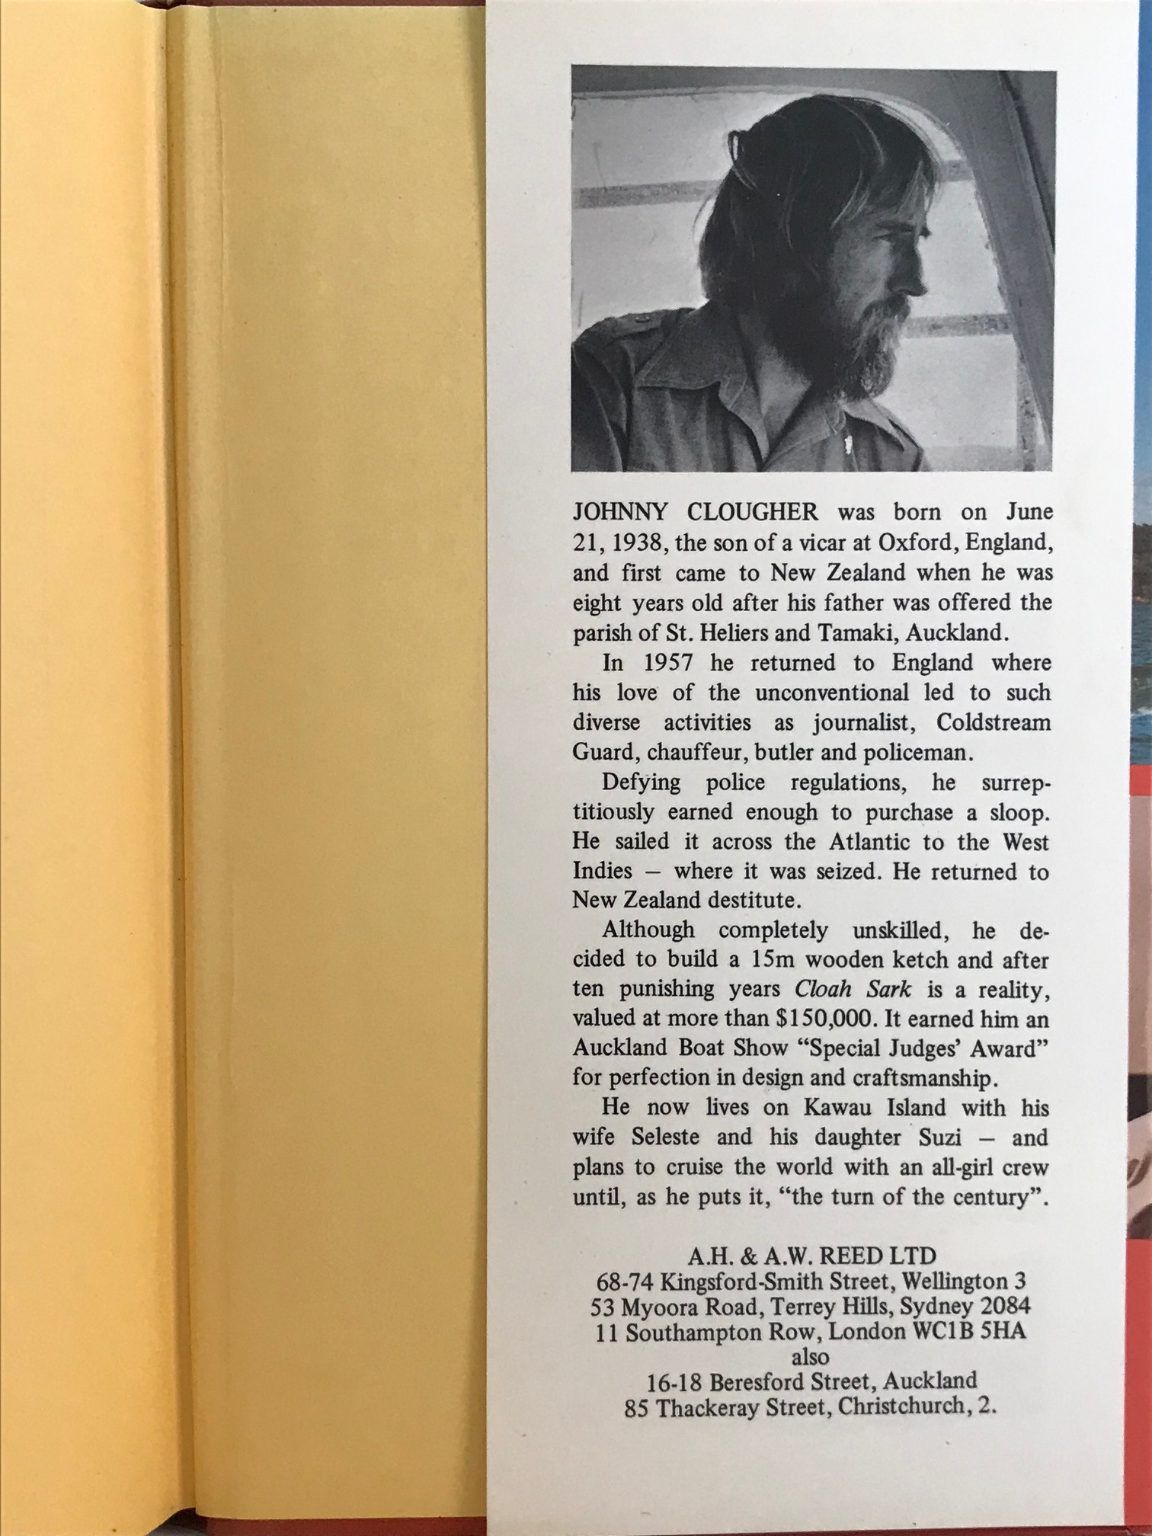 JOHNNY CLOUGHER was born on June
21, 1938, the son of a vicar at Oxford, England,
and first came to New Zealand when he was
eight years old after his father was offered the
parish of St. Heliers and Tamaki, Auckland.
In 1957 he returned to England where
his love of the unconventional led to such
diverse activities as journalist, Coldstream
Guard, chauffeur, butler and policeman.
Defying police regulations, he surrep-
titiously earned enough to purchase a sloop.
He sailed it across the Atlantic to the West
Indies — where it was seized. He returned to
New Zealand destitute.
Although completely unskilled, he de-
cided to build a 15m wooden ketch and after
ten punishing years Cloah Sark is a reality,
valued at more than $150,000. It earned him an
Auckland Boat Show “Special Judges’ Award”
for perfection in design and craftsmanship.
He now lives on Kawau Island with his
wife Seleste and his daughter Suzi — and
plans to cruise the world with an all-girl crew
until, as he puts it, “the turn of the century”.
A.H. & A.W. REED LTD
68-74 Kingsford-Smith Street, Wellington 3
53 Myoora Road, Terrey Hills, Sydney 2084
11 Southampton Row, London WC1B 5HA
also
16-18 Beresford Street, Auckland
85 Thackeray Street, Christchurch, 2.